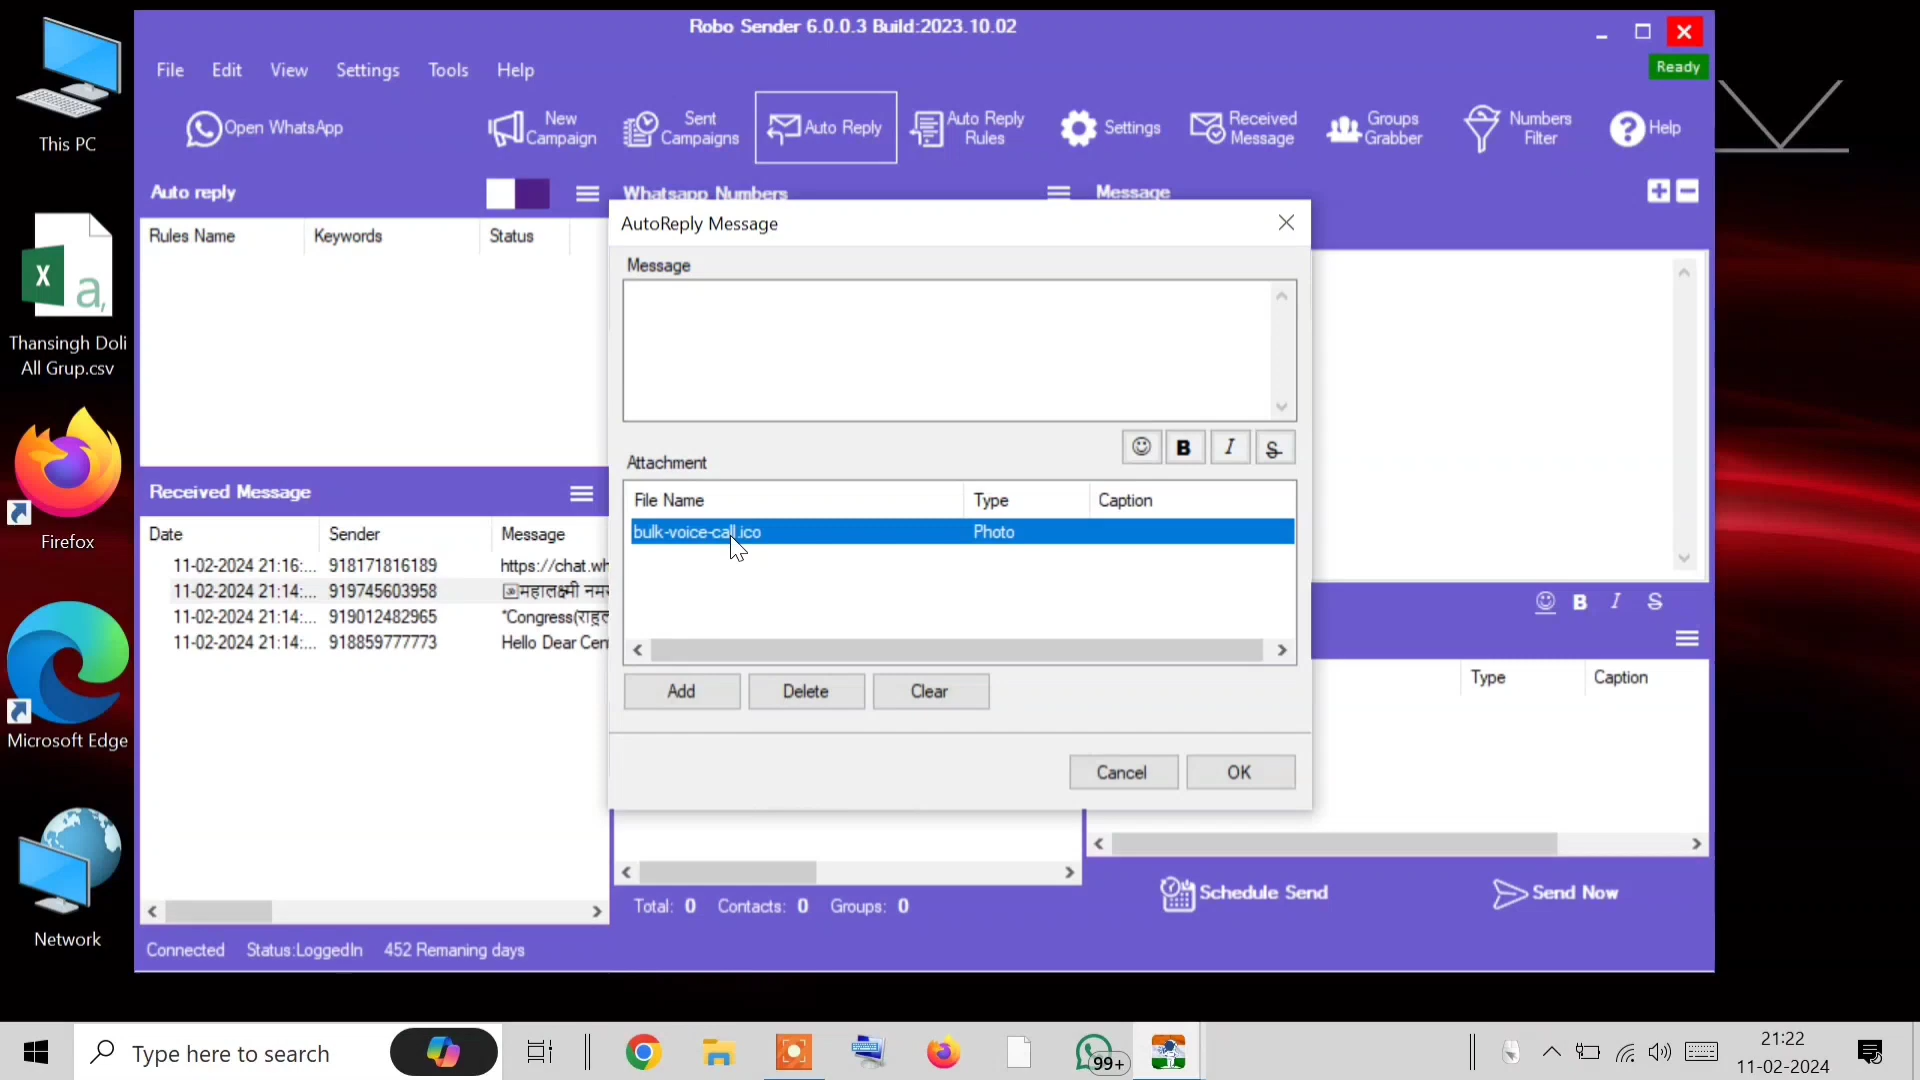 Robo Sender 6.0.0.3 Build:2023.10.02
Ready
File Edit View Settings Tools Help
Open WhatsApp
New Campaign
Sent Campaigns
Auto Reply
Auto Reply Rules
Settings
Received Message
Groups Grabber
Numbers Filter
Help
This PC
Thansingh Doli
All Grup.csv
Firefox
Microsoft Edge
Network
Auto reply
Whatsapp Numbers
Message
Rules Name Keywords Status
AutoReply Message
Message
B I S
Attachment
File Name Type Caption
bulk-voice-call.ico Photo
Add Delete Clear
Cancel OK
Received Message
Date Sender Message
11-02-2024 21:16:... 918171816189 https://chat.wh
11-02-2024 21:14:... 919745603958 महालक्ष्मी
11-02-2024 21:14:... 919012482965 *Congress(राहुल
11-02-2024 21:14:... 918859777773 Hello Dear Cen
B I S
Type Caption
Total: 0 Contacts: 0 Groups: 0
Schedule Send Send Now
Connected Status:LoggedIn 452 Remaning days
Type here to search
99+
21:22
11-02-2024